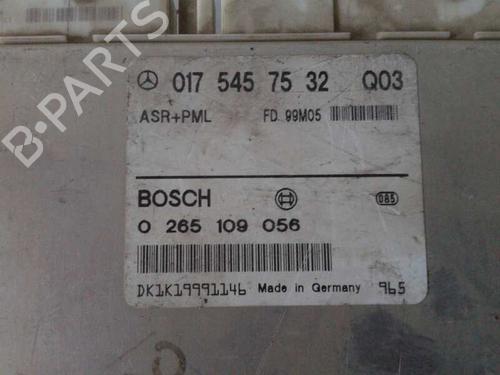 017 545 75 32 Q03
ASR+PML FD 99M05
BOSCH 085
0 265 109 056
DK1K19991146 Made in Germany 965
B-PARTS